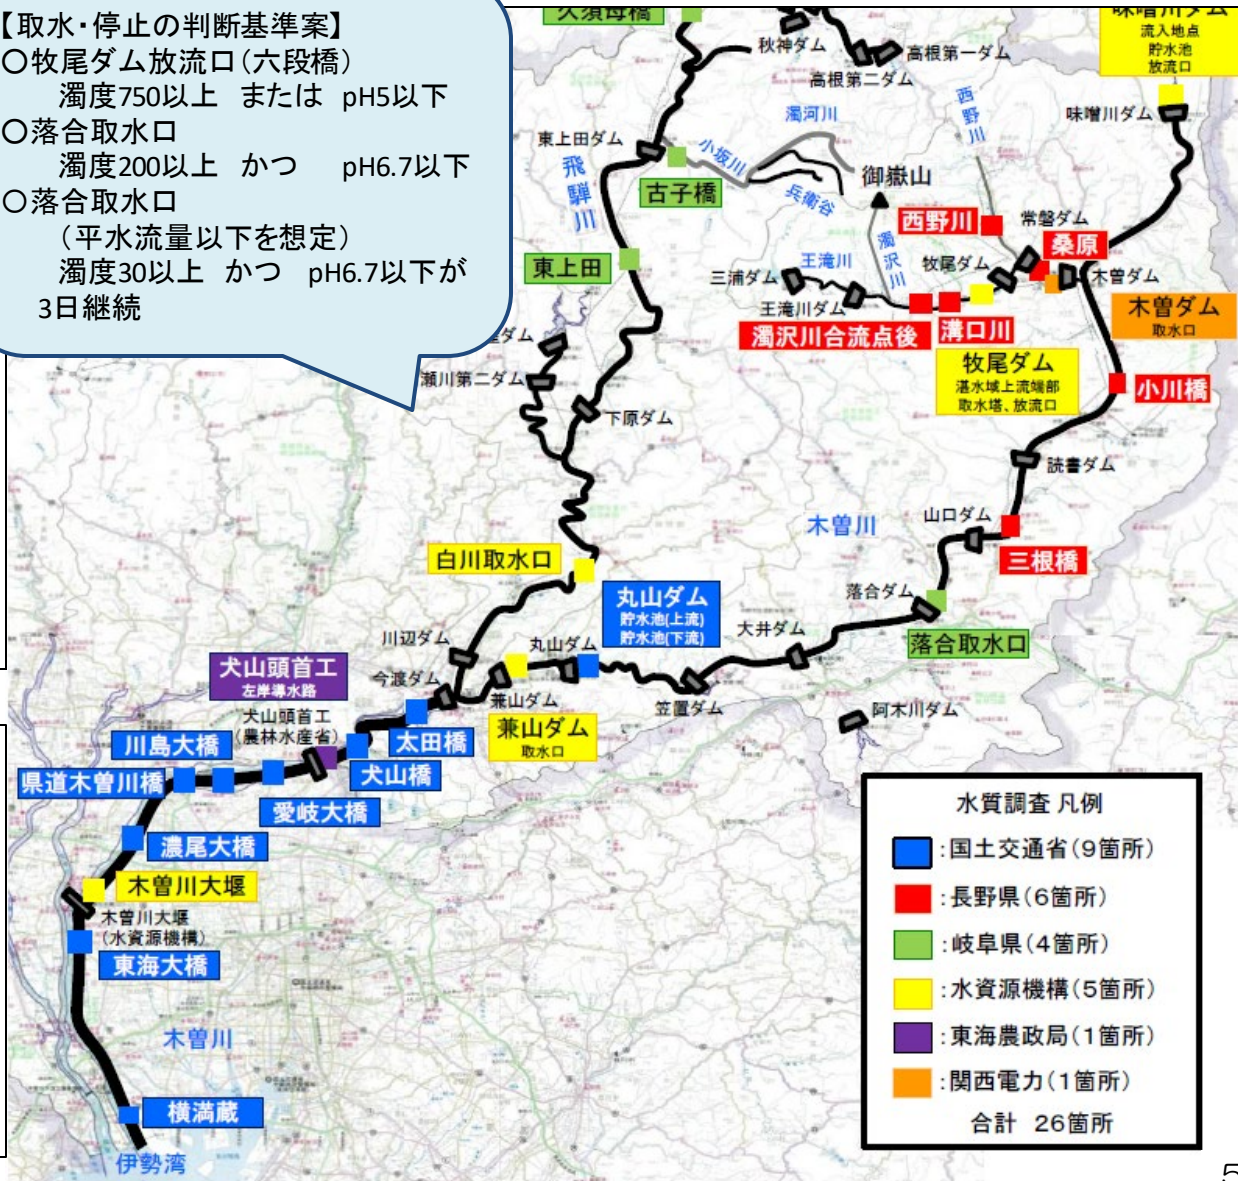 【取水・停止の判断基準案】
〇牧尾ダム放流口（六段橋）
濁度750以上 または pH5以下
〇落合取水口
濁度200以上 かつ pH6.7以下
〇落合取水口
（平水流量以下を想定）
濁度30以上 かつ pH6.7以下が
3日継続
久須母橋
秋神ダム
高根第一ダム
高根第二ダム
味噌川ダム
流入地点
貯水池
放流口
味噌川ダム
西野川
濁河川
東上田ダム
小坂川
飛騨川
古子橋
兵衛谷
御嶽山
西野川
常盤ダム
桑原
東上田
三浦ダム
王滝川
濁沢川
牧尾ダム
木曽ダム
王滝川ダム
木曽ダム
取水口
濁沢川合流点後
溝口川
牧尾ダム
湛水域上流端部
取水塔、放流口
小川橋
瀬川第二ダム
下原ダム
読書ダム
木曽川
山口ダム
三根橋
白川取水口
落合ダム
丸山ダム
貯水池(上流)
貯水池(下流)
大井ダム
落合取水口
川辺ダム
丸山ダム
犬山頭首工
左岸導水路
今渡ダム
兼山ダム
笠置ダム
阿木川ダム
犬山頭首工
(農林水産省)
兼山ダム
取水口
川島大橋
太田橋
県道木曽川橋
犬山橋
愛岐大橋
濃尾大橋
木曽川大堰
木曽川大堰
(水資源機構)
東海大橋
木曽川
横満蔵
伊勢湾
水質調査 凡例
:国土交通省(9箇所)
:長野県(6箇所)
:岐阜県(4箇所)
:水資源機構(5箇所)
:東海農政局(1箇所)
:関西電力(1箇所)
合計 26箇所